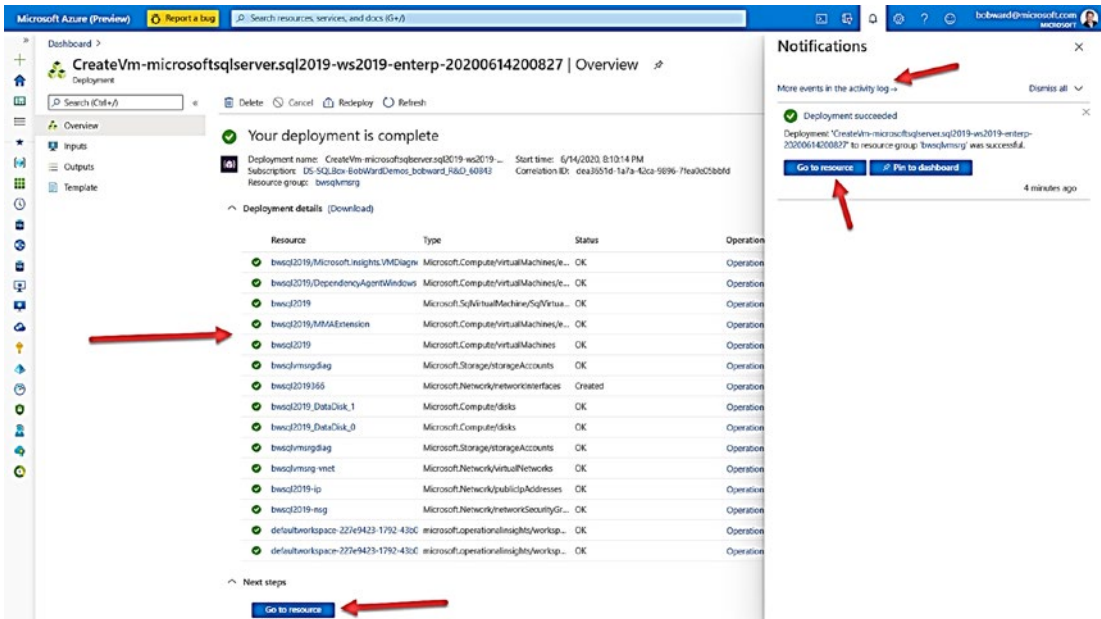 Microsoft Azure (Preview)
Report a bug
Search resources, services, and docs (G+/)
bobward@microsoft.com
MICROSOFT
Dashboard >
CreateVm-microsoftsqlserver.sql2019-ws2019-enterp-20200614200827 | Overview
Deployment
Search (Ctrl+/)
Overview
Inputs
Outputs
Template
Delete Cancel Redeploy Refresh
Your deployment is complete
Deployment name: CreateVm-microsoftsqlserver.sql2019-ws2019-...
Subscription: DS-SQLBox-BobWardDemos_bobward_R&D_60843
Resource group: bwsqlvmsrg
Start time: 6/14/2020, 8:10:14 PM
Correlation ID: dea3651d-1a7a-42ca-9896-7fea0c05bbfd
Deployment details (Download)
Resource Type Status Operation
bwsql2019/Microsoft.Insights.VMDiagn Microsoft.Compute/virtualMachines/e... OK Operation
bwsql2019/DependencyAgentWindows Microsoft.Compute/virtualMachines/e... OK Operation
bwsql2019 Microsoft.SqlVirtualMachine/SqlVirtua... OK Operation
bwsql2019/MMAExtension Microsoft.Compute/virtualMachines/e... OK Operation
bwsql2019 Microsoft.Compute/virtualMachines OK Operation
bwsqlvmsrgdiag Microsoft.Storage/storageAccounts OK Operation
bwsql2019366 Microsoft.Network/networkInterfaces Created Operation
bwsql2019_DataDisk_1 Microsoft.Compute/disks OK Operation
bwsql2019_DataDisk_0 Microsoft.Compute/disks OK Operation
bwsqlvmsrgdiag Microsoft.Storage/storageAccounts OK Operation
bwsqlvmsrg-vnet Microsoft.Network/virtualNetworks OK Operation
bwsql2019-ip Microsoft.Network/publicIpAddresses OK Operation
bwsql2019-nsg Microsoft.Network/networkSecurityGr... OK Operation
defaultworkspace-227e9423-1792-43b0 microsoft.operationalinsights/worksp... OK Operation
defaultworkspace-227e9423-1792-43b0 microsoft.operationalinsights/worksp... OK Operation
Next steps
Go to resource
Notifications
More events in the activity log →
Dismiss all
Deployment succeeded
Deployment 'CreateVm-microsoftsqlserver.sql2019-ws2019-enterp-
20200614200827' to resource group 'bwsqlvmsrg' was successful.
Go to resource
Pin to dashboard
4 minutes ago